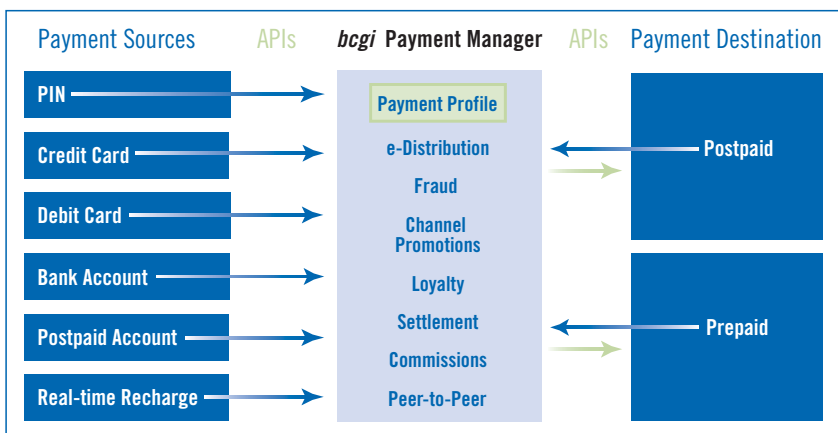 Payment Sources
APIs
bcgi Payment Manager
APIs
Payment Destination
PIN
Credit Card
Debit Card
Bank Account
Postpaid Account
Real-time Recharge
Payment Profile
e-Distribution
Fraud
Channel
Promotions
Loyalty
Settlement
Commissions
Peer-to-Peer
Postpaid
Prepaid